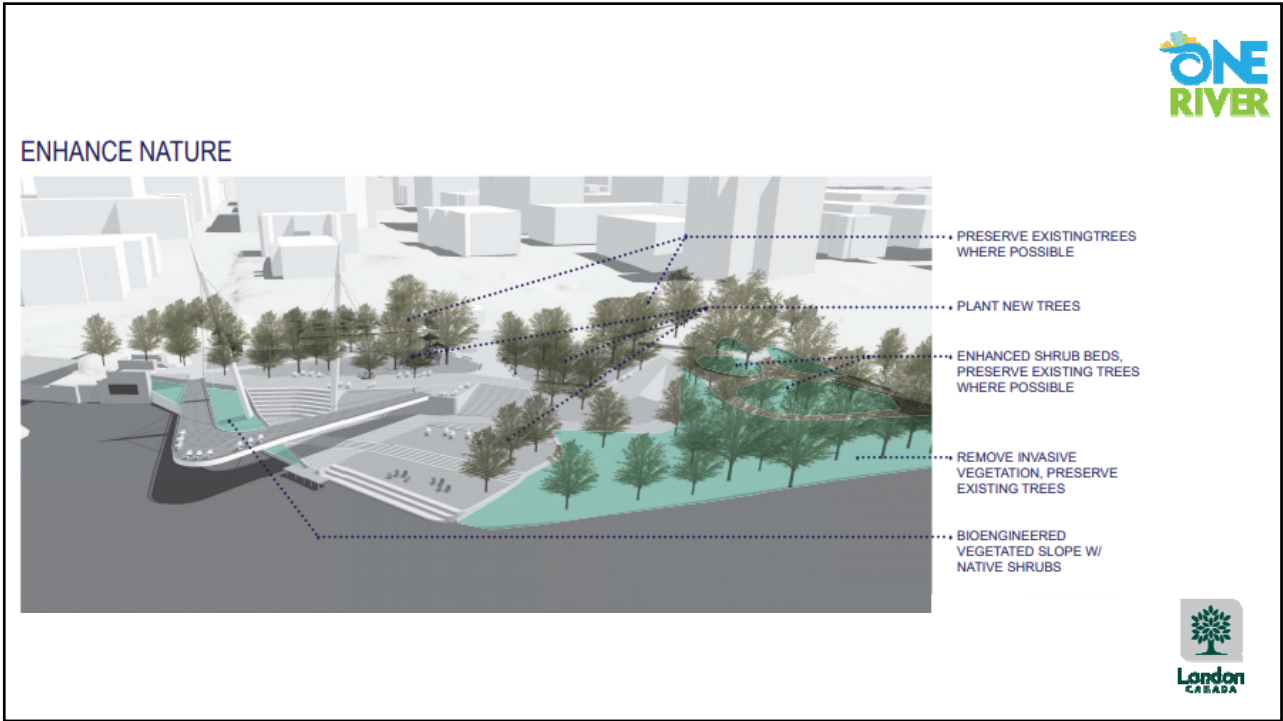 ONE
RIVER
ENHANCE NATURE
PRESERVE EXISTINGTREES
WHERE POSSIBLE
PLANT NEW TREES
ENHANCED SHRUB BEDS,
PRESERVE EXISTING TREES
WHERE POSSIBLE
REMOVE INVASIVE
VEGETATION, PRESERVE
EXISTING TREES
BIOENGINEERED
VEGETATED SLOPE W/
NATIVE SHRUBS
London
CANADA